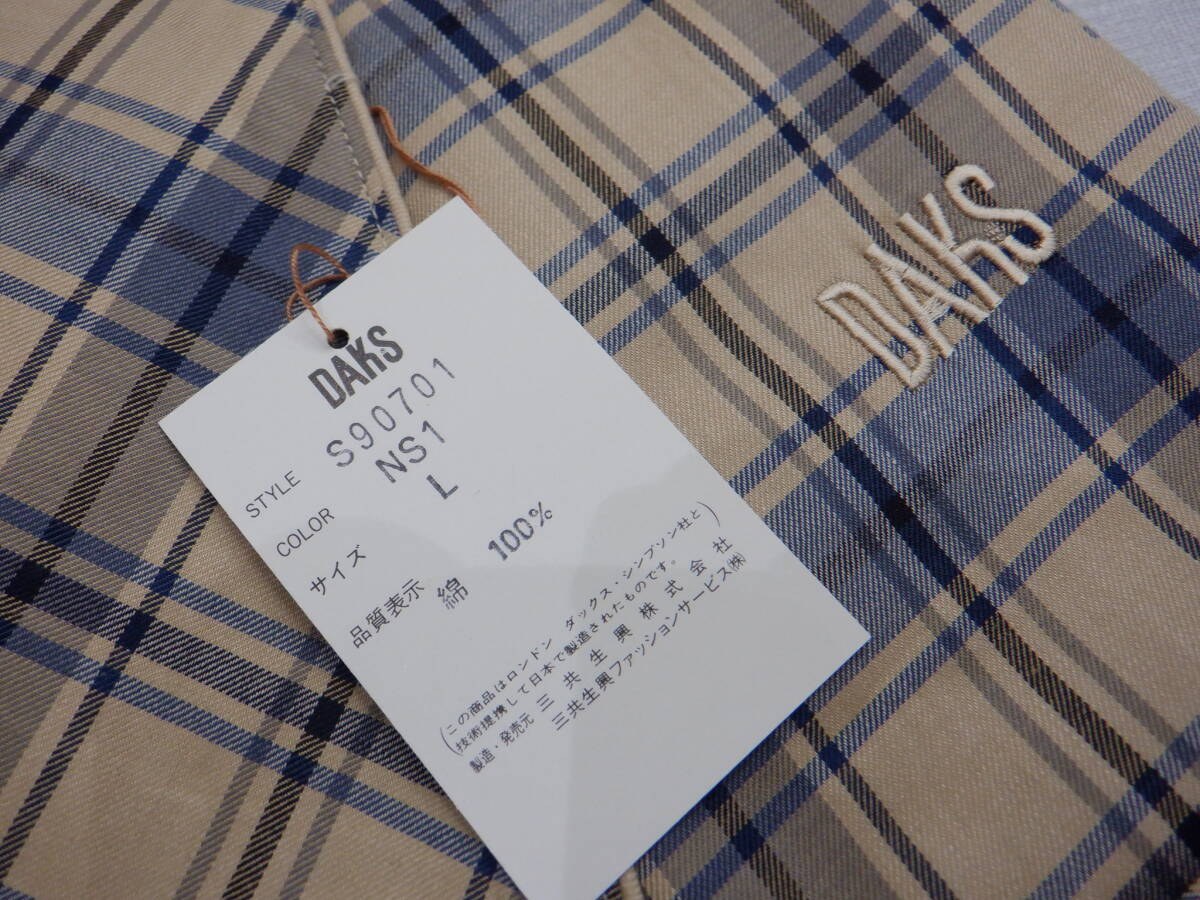 DAKS
DAKS
STYLE S90701
COLOR NS1
サイズ L
品質表示
綿 100%
(この商品はロンドン ダックス・シンプソン社と
技術提携して日本で製造されたものです。)
製造・発売元 三共生興株式会社
三共生興ファッションサービス㈱